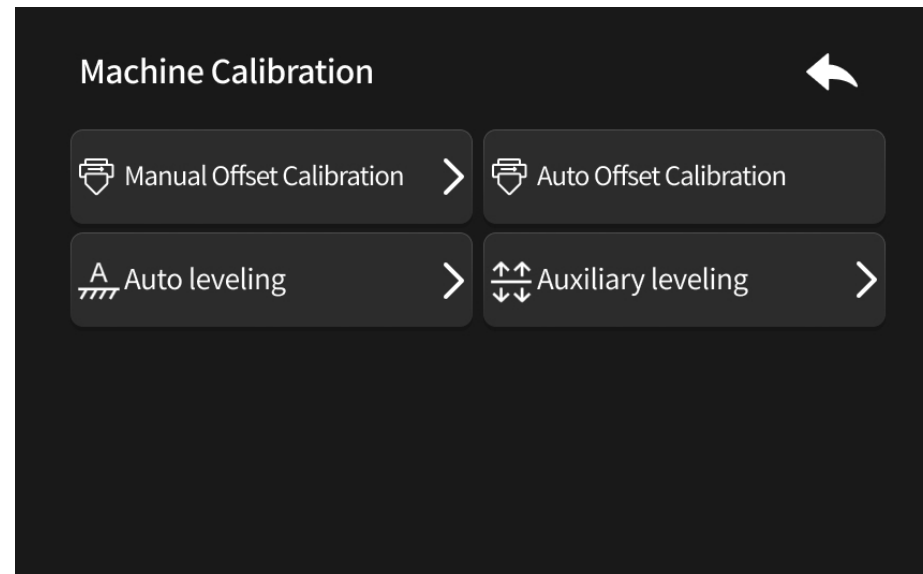 Machine Calibration
Manual Offset Calibration
Auto Offset Calibration
A
Auto leveling
Auxiliary leveling